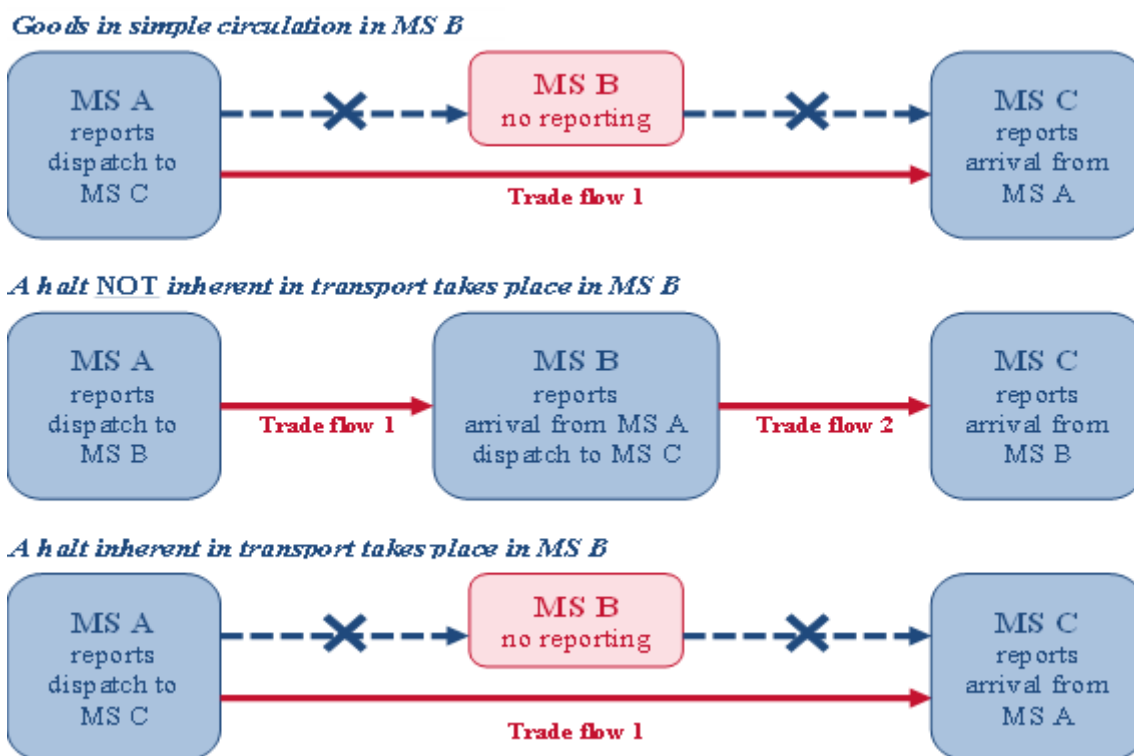 Goods in simple circulation in MS B
MS A
reports
dispatch to
MS C
MS B
no reporting
MS C
reports
arrival from
MS A
Trade flow 1
A halt NOT inherent in transport takes place in MS B
MS A
reports
dispatch to
MS B
Trade flow 1
MS B
reports
arrival from MS A
dispatch to MS C
Trade flow 2
MS C
reports
arrival from
MS B
A halt inherent in transport takes place in MS B
MS A
reports
dispatch to
MS C
MS B
no reporting
MS C
reports
arrival from
MS A
Trade flow 1